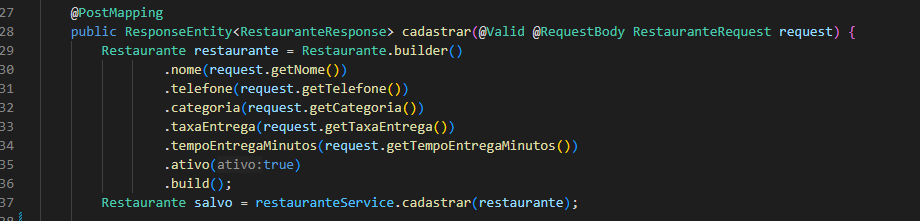 27 @PostMapping
28 public ResponseEntity<RestauranteResponse> cadastrar(@Valid @RequestBody RestauranteRequest request) {
29 Restaurante restaurante = Restaurante.builder()
30 .nome(request.getNome())
31 .telefone(request.getTelefone())
32 .categoria(request.getCategoria())
33 .taxaEntrega(request.getTaxaEntrega())
34 .tempoEntregaMinutos(request.getTempoEntregaMinutos())
35 .ativo(ativo:true)
36 .build();
37 Restaurante salvo = restauranteService.cadastrar(restaurante);